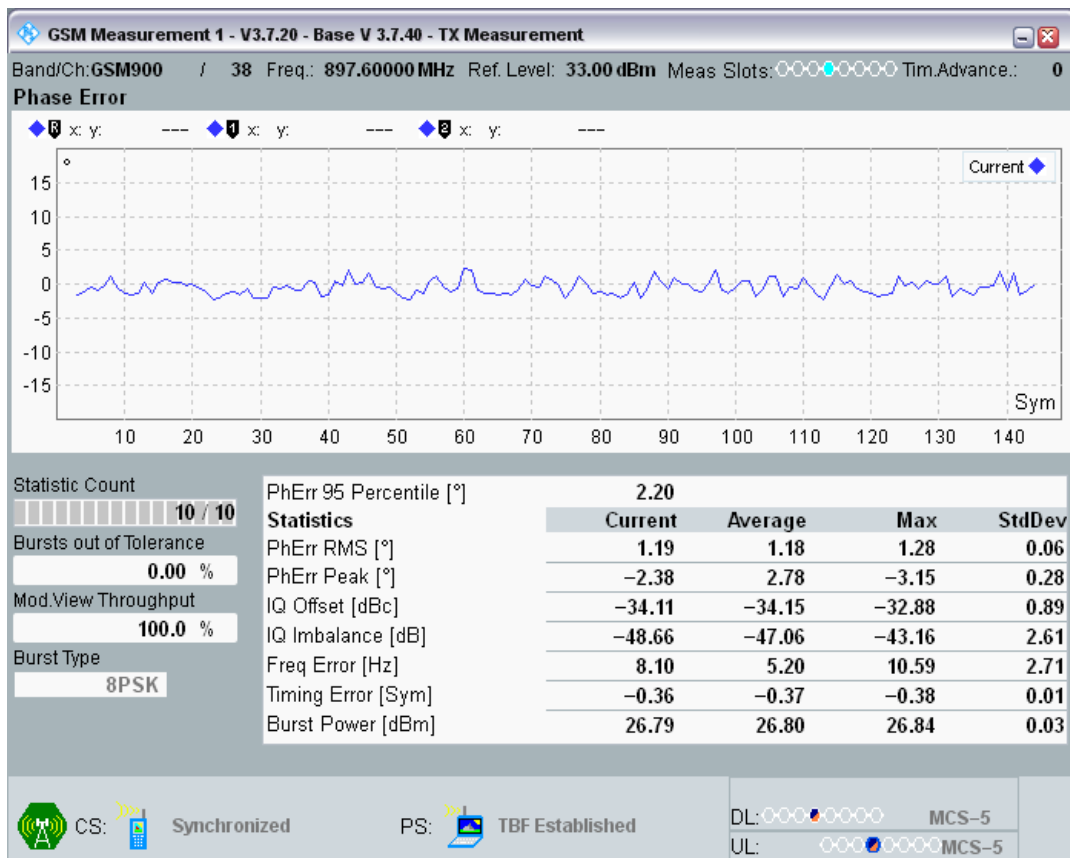 GSM Measurement 1 - V3.7.20 - Base V 3.7.40 - TX Measurement
Band/Ch:GSM900 / 38 Freq.: 897.60000 MHz Ref. Level: 33.00 dBm Meas Slots: Tim.Advance.: 0
Phase Error
R x: y: --- 1 x: y: --- 2 x: y: ---
°
Current
15
10
5
0
-5
-10
-15
Sym
10 20 30 40 50 60 70 80 90 100 110 120 130 140
Statistic Count
10 / 10
Bursts out of Tolerance
0.00 %
Mod.View Throughput
100.0 %
Burst Type
8PSK
PhErr 95 Percentile [°] 2.20
Statistics Current Average Max StdDev
PhErr RMS [°] 1.19 1.18 1.28 0.06
PhErr Peak [°] −2.38 2.78 −3.15 0.28
IQ Offset [dBc] −34.11 −34.15 −32.88 0.89
IQ Imbalance [dB] −48.66 −47.06 −43.16 2.61
Freq Error [Hz] 8.10 5.20 10.59 2.71
Timing Error [Sym] −0.36 −0.37 −0.38 0.01
Burst Power [dBm] 26.79 26.80 26.84 0.03
CS: Synchronized PS: TBF Established
DL: MCS−5
UL: MCS−5